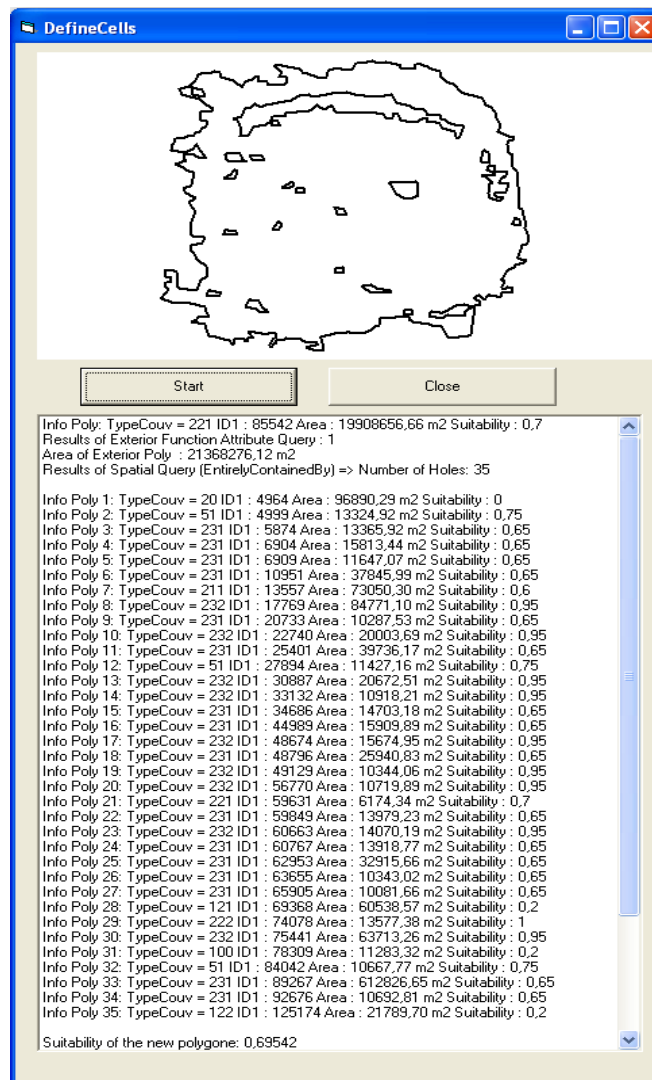 DefineCells
Start
Close
Info Poly: TypeCouv = 221 ID1 : 85542 Area : 19908656,66 m2 Suitability : 0,7
Results of Exterior Function Attribute Query : 1
Area of Exterior Poly  : 21368276,12 m2
Results of Spatial Query (EntirelyContainedBy) => Number of Holes: 35
Info Poly 1: TypeCouv = 20 ID1 : 4964 Area : 96890,29 m2 Suitability : 0
Info Poly 2: TypeCouv = 51 ID1 : 4999 Area : 13324,92 m2 Suitability : 0,75
Info Poly 3: TypeCouv = 231 ID1 : 5874 Area : 13365,92 m2 Suitability : 0,65
Info Poly 4: TypeCouv = 231 ID1 : 6904 Area : 15813,44 m2 Suitability : 0,65
Info Poly 5: TypeCouv = 231 ID1 : 6909 Area : 11647,07 m2 Suitability : 0,65
Info Poly 6: TypeCouv = 231 ID1 : 10951 Area : 37845,99 m2 Suitability : 0,65
Info Poly 7: TypeCouv = 211 ID1 : 13557 Area : 73050,30 m2 Suitability : 0,6
Info Poly 8: TypeCouv = 232 ID1 : 17769 Area : 84771,10 m2 Suitability : 0,95
Info Poly 9: TypeCouv = 231 ID1 : 20733 Area : 10287,53 m2 Suitability : 0,65
Info Poly 10: TypeCouv = 232 ID1 : 22740 Area : 20003,69 m2 Suitability : 0,95
Info Poly 11: TypeCouv = 231 ID1 : 25401 Area : 39736,17 m2 Suitability : 0,65
Info Poly 12: TypeCouv = 51 ID1 : 27894 Area : 11427,16 m2 Suitability : 0,75
Info Poly 13: TypeCouv = 232 ID1 : 30887 Area : 20672,51 m2 Suitability : 0,95
Info Poly 14: TypeCouv = 232 ID1 : 33132 Area : 10918,21 m2 Suitability : 0,95
Info Poly 15: TypeCouv = 231 ID1 : 34686 Area : 14703,18 m2 Suitability : 0,65
Info Poly 16: TypeCouv = 231 ID1 : 44989 Area : 15909,89 m2 Suitability : 0,65
Info Poly 17: TypeCouv = 232 ID1 : 48674 Area : 15674,95 m2 Suitability : 0,95
Info Poly 18: TypeCouv = 231 ID1 : 48796 Area : 25940,83 m2 Suitability : 0,65
Info Poly 19: TypeCouv = 232 ID1 : 49129 Area : 10344,06 m2 Suitability : 0,95
Info Poly 20: TypeCouv = 232 ID1 : 56770 Area : 10719,89 m2 Suitability : 0,95
Info Poly 21: TypeCouv = 221 ID1 : 59631 Area : 6174,34 m2 Suitability : 0,7
Info Poly 22: TypeCouv = 231 ID1 : 59849 Area : 13979,23 m2 Suitability : 0,65
Info Poly 23: TypeCouv = 232 ID1 : 60663 Area : 14070,19 m2 Suitability : 0,95
Info Poly 24: TypeCouv = 231 ID1 : 60767 Area : 13918,77 m2 Suitability : 0,65
Info Poly 25: TypeCouv = 231 ID1 : 62953 Area : 32915,66 m2 Suitability : 0,65
Info Poly 26: TypeCouv = 231 ID1 : 63655 Area : 10343,02 m2 Suitability : 0,65
Info Poly 27: TypeCouv = 231 ID1 : 65905 Area : 10081,66 m2 Suitability : 0,65
Info Poly 28: TypeCouv = 121 ID1 : 69368 Area : 60538,57 m2 Suitability : 0,2
Info Poly 29: TypeCouv = 222 ID1 : 74078 Area : 13577,38 m2 Suitability : 1
Info Poly 30: TypeCouv = 232 ID1 : 75441 Area : 63713,26 m2 Suitability : 0,95
Info Poly 31: TypeCouv = 100 ID1 : 78309 Area : 11283,32 m2 Suitability : 0,2
Info Poly 32: TypeCouv = 51 ID1 : 84042 Area : 10667,77 m2 Suitability : 0,75
Info Poly 33: TypeCouv = 231 ID1 : 89267 Area : 612826,65 m2 Suitability : 0,65
Info Poly 34: TypeCouv = 231 ID1 : 92676 Area : 10692,81 m2 Suitability : 0,65
Info Poly 35: TypeCouv = 122 ID1 : 125174 Area : 21789,70 m2 Suitability : 0,2
Suitability of the new polygone: 0,69542